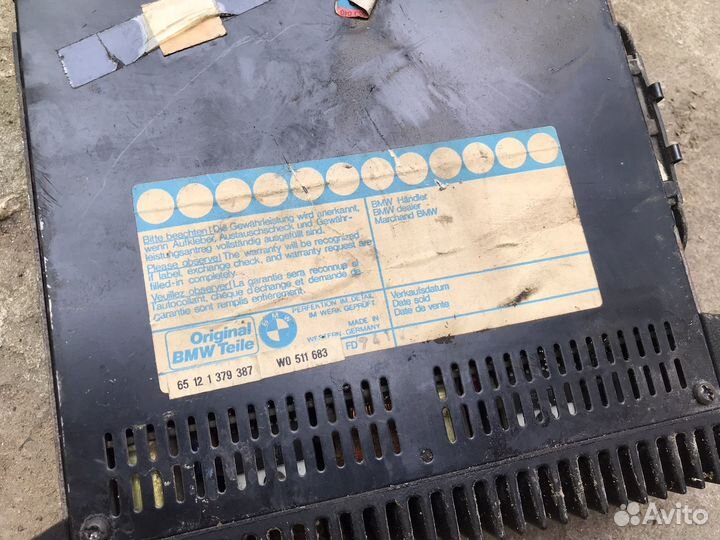 Bitte beachten! Die Gewährleistung wird anerkannt,
wenn Aufkleber, Austauschscheck und Gewähr-
leistungsantrag vollständig ausgefüllt sind.
Please observe! The warranty will be recognized
if label, exchange check, and warranty request are
filled-in completely.
Veuillez observer! La garantie sera reconnue si
l'autocollant, chèque d'échange et demande de
garantie sont remplis entièrement.
BMW Händler
BMW dealer
Marchand BMW
Verkaufsdatum
Date sold
Date de vente
Original
BMW Teile
BMW
PERFEKTION IM DETAIL
IM WERK GEPRÜFT.
MADE IN
WESTERN-GERMANY
65 12 1 379 387
W0 511 683
FD
Avito